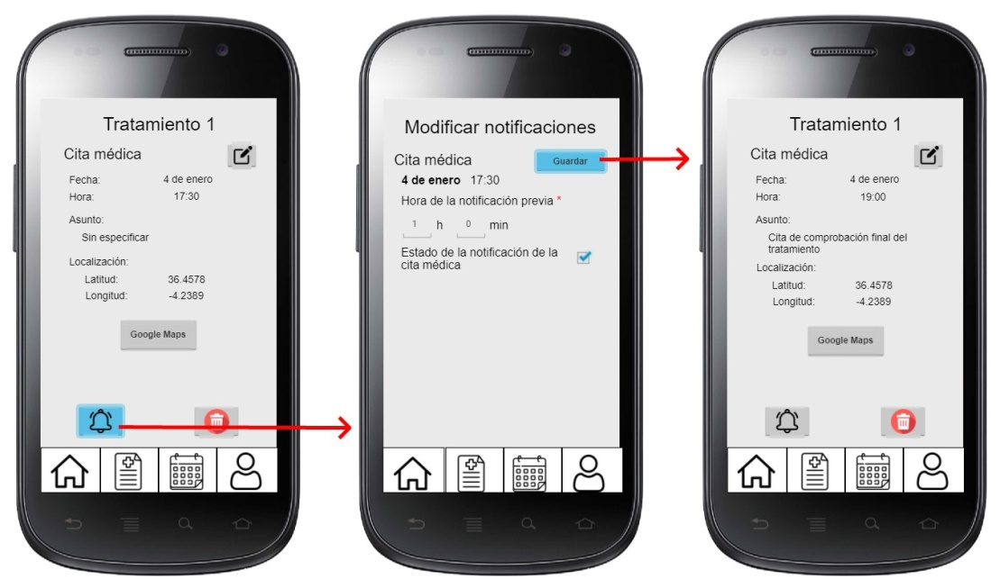 Tratamiento 1
Cita médica
Fecha: 4 de enero
Hora: 17:30
Asunto:
Sin especificar
Localización:
Latitud: 36.4578
Longitud: -4.2389
Google Maps
Modificar notificaciones
Cita médica Guardar
4 de enero 17:30
Hora de la notificación previa *
1 h 0 min
Estado de la notificación de la
cita médica
Tratamiento 1
Cita médica
Fecha: 4 de enero
Hora: 19:00
Asunto:
Cita de comprobación final del
tratamiento
Localización:
Latitud: 36.4578
Longitud: -4.2389
Google Maps